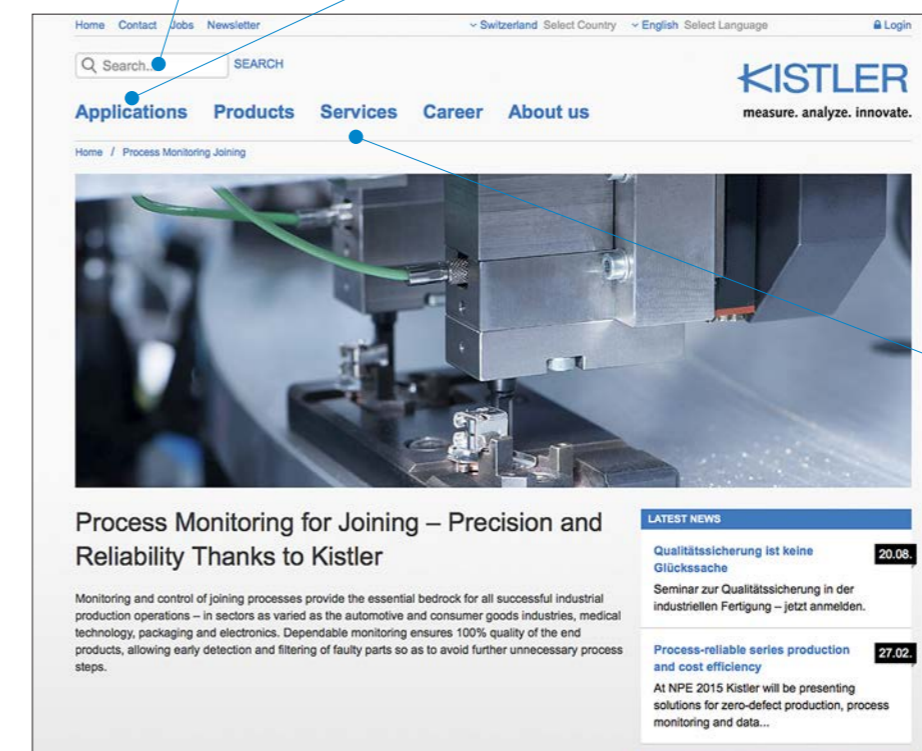 Home Contact Jobs Newsletter Switzerland Select Country English Select Language Login
Search... SEARCH
KISTLER
measure. analyze. innovate.
Applications Products Services Career About us
Home / Process Monitoring Joining
Process Monitoring for Joining – Precision and
Reliability Thanks to Kistler
Monitoring and control of joining processes provide the essential bedrock for all successful industrial
production operations – in sectors as varied as the automotive and consumer goods industries, medical
technology, packaging and electronics. Dependable monitoring ensures 100% quality of the end
products, allowing early detection and filtering of faulty parts so as to avoid further unnecessary process
steps.
LATEST NEWS
Qualitätssicherung ist keine 20.08.
Glückssache
Seminar zur Qualitätssicherung in der
industriellen Fertigung – jetzt anmelden.
Process-reliable series production 27.02.
and cost efficiency
At NPE 2015 Kistler will be presenting
solutions for zero-defect production, process
monitoring and data...